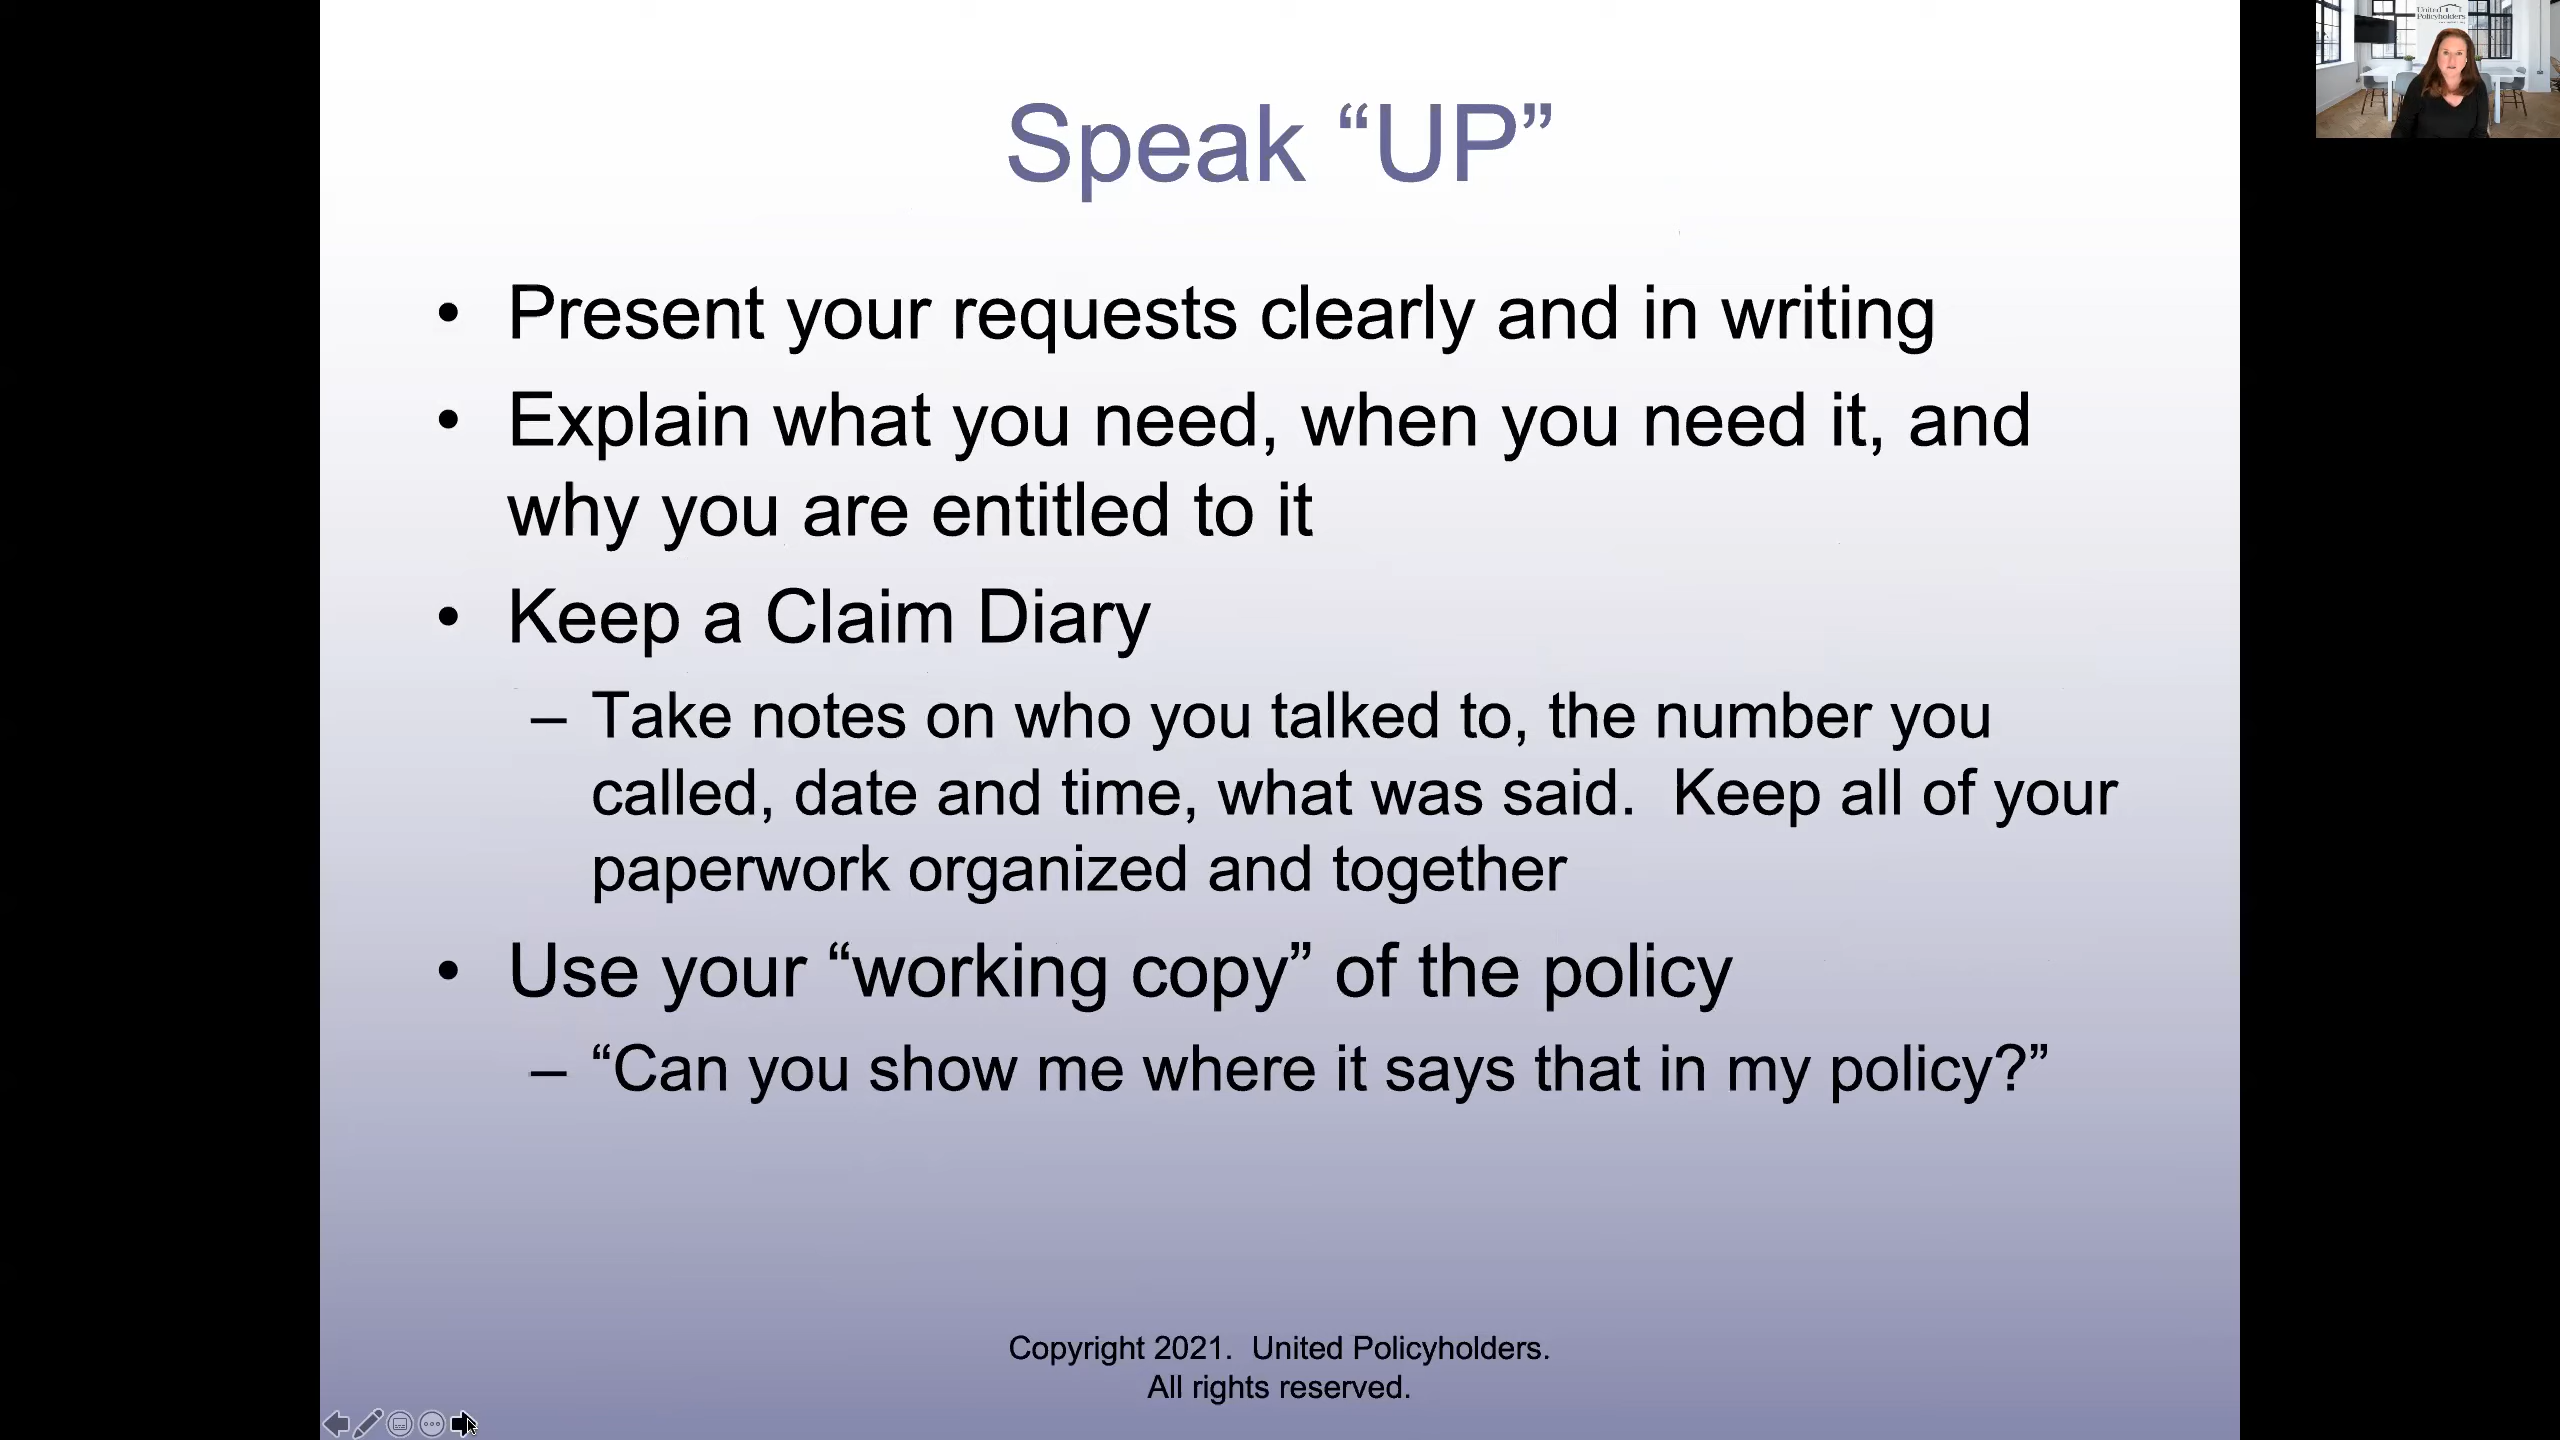 United
Policyholders
Speak “UP”
• Present your requests clearly and in writing
• Explain what you need, when you need it, and
why you are entitled to it
• Keep a Claim Diary
– Take notes on who you talked to, the number you
called, date and time, what was said.  Keep all of your
paperwork organized and together
• Use your “working copy” of the policy
– “Can you show me where it says that in my policy?”
Copyright 2021.  United Policyholders.
All rights reserved.